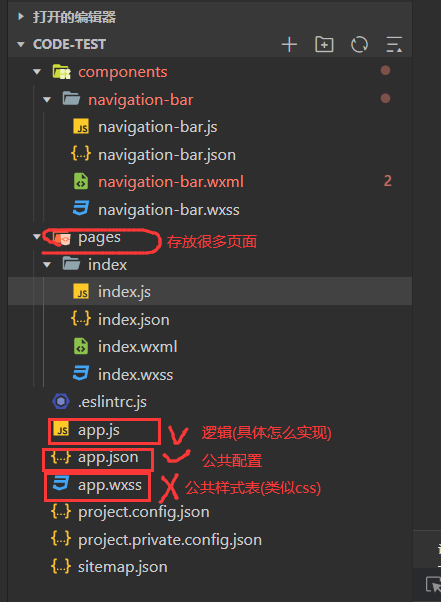 打开的编辑器
CODE-TEST
components
navigation-bar
JS navigation-bar.js
{..} navigation-bar.json
navigation-bar.wxml 2
navigation-bar.wxss
pages 存放很多页面
index
JS index.js
{..} index.json
index.wxml
index.wxss
.eslintrc.js
JS app.js 逻辑(具体怎么实现)
{..} app.json 公共配置
app.wxss 公共样式表(类似css)
{..} project.config.json
{..} project.private.config.json
{..} sitemap.json